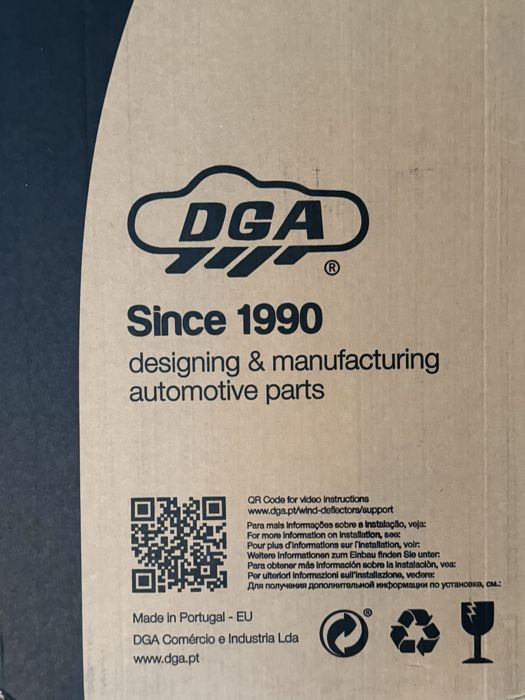 DGA
®
Since 1990
designing & manufacturing
automotive parts
QR Code for video instructions
www.dga.pt/wind-deflectors/support
Para mais informações sobre a instalação, veja:
For more information on installation, see:
Pour plus d'informations sur l'installation, voir:
Weitere Informationen zum Einbau finden Sie unter:
Para obtener más información sobre la instalación, vea:
Per ulteriori informazioni sull'installazione, vedere:
Для получения дополнительной информации по установке, см.:
Made in Portugal - EU
DGA Comércio e Industria Lda
www.dga.pt
®